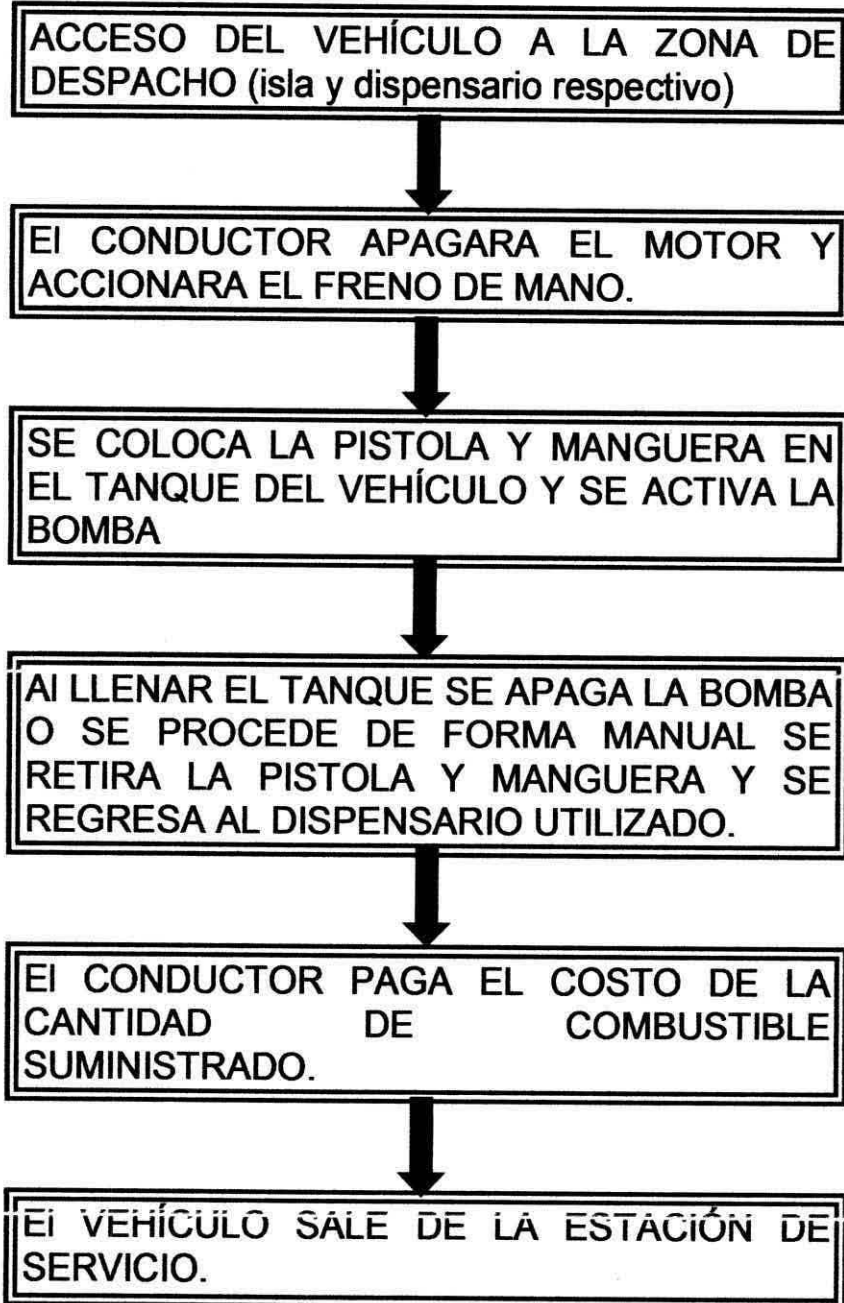 ACCESO DEL VEHÍCULO A LA ZONA DE
DESPACHO (isla y dispensario respectivo)
El CONDUCTOR APAGARA EL MOTOR Y
ACCIONARA EL FRENO DE MANO.
SE COLOCA LA PISTOLA Y MANGUERA EN
EL TANQUE DEL VEHÍCULO Y SE ACTIVA LA
BOMBA
Al LLENAR EL TANQUE SE APAGA LA BOMBA
O SE PROCEDE DE FORMA MANUAL SE
RETIRA LA PISTOLA Y MANGUERA Y SE
REGRESA AL DISPENSARIO UTILIZADO.
El CONDUCTOR PAGA EL COSTO DE LA
CANTIDAD DE COMBUSTIBLE
SUMINISTRADO.
El VEHÍCULO SALE DE LA ESTACIÓN DE
SERVICIO.